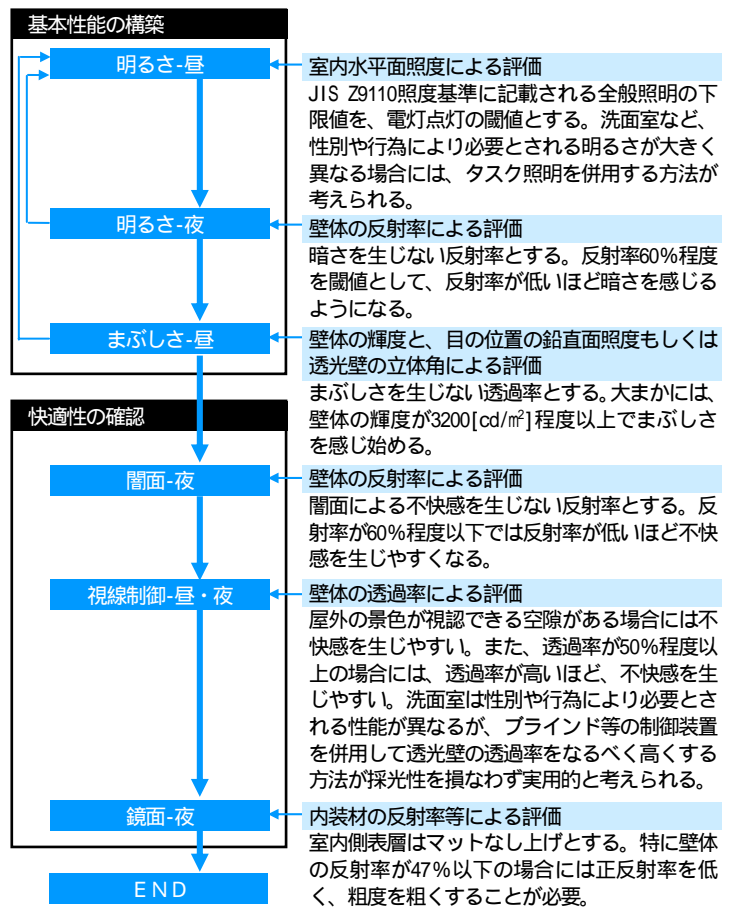 基本性能の構築
明るさ-昼
室内水平面照度による評価
JIS Z9110照度基準に記載される全般照明の下
限値を、電灯点灯の閾値とする。洗面室など、
性別や行為により必要とされる明るさが大きく
異なる場合には、タスク照明を併用する方法が
考えられる。
明るさ-夜
壁体の反射率による評価
暗さを生じない反射率とする。反射率60%程度
を閾値として、反射率が低いほど暗さを感じる
ようになる。
まぶしさ-昼
壁体の輝度と、目の位置の鉛直面照度もしくは
透光壁の立体角による評価
まぶしさを生じない透過率とする。大まかには、
壁体の輝度が3200[cd/㎡]程度以上でまぶしさ
を感じ始める。
快適性の確認
闇面-夜
壁体の反射率による評価
闇面による不快感を生じない反射率とする。反
射率が60%程度以下では反射率が低いほど不快
感を生じやすくなる。
視線制御-昼・夜
壁体の透過率による評価
屋外の景色が視認できる空隙がある場合には不
快感を生じやすい。また、透過率が50%程度以
上の場合には、透過率が高いほど、不快感を生
じやすい。洗面室は性別や行為により必要とさ
れる性能が異なるが、ブラインド等の制御装置
を併用して透光壁の透過率をなるべく高くする
方法が採光性を損なわず実用的と考えられる。
鏡面-夜
内装材の反射率等による評価
室内側表層はマットなし上げとする。特に壁体
の反射率が47%以下の場合には正反射率を低
く、粗度を粗くすることが必要。
END